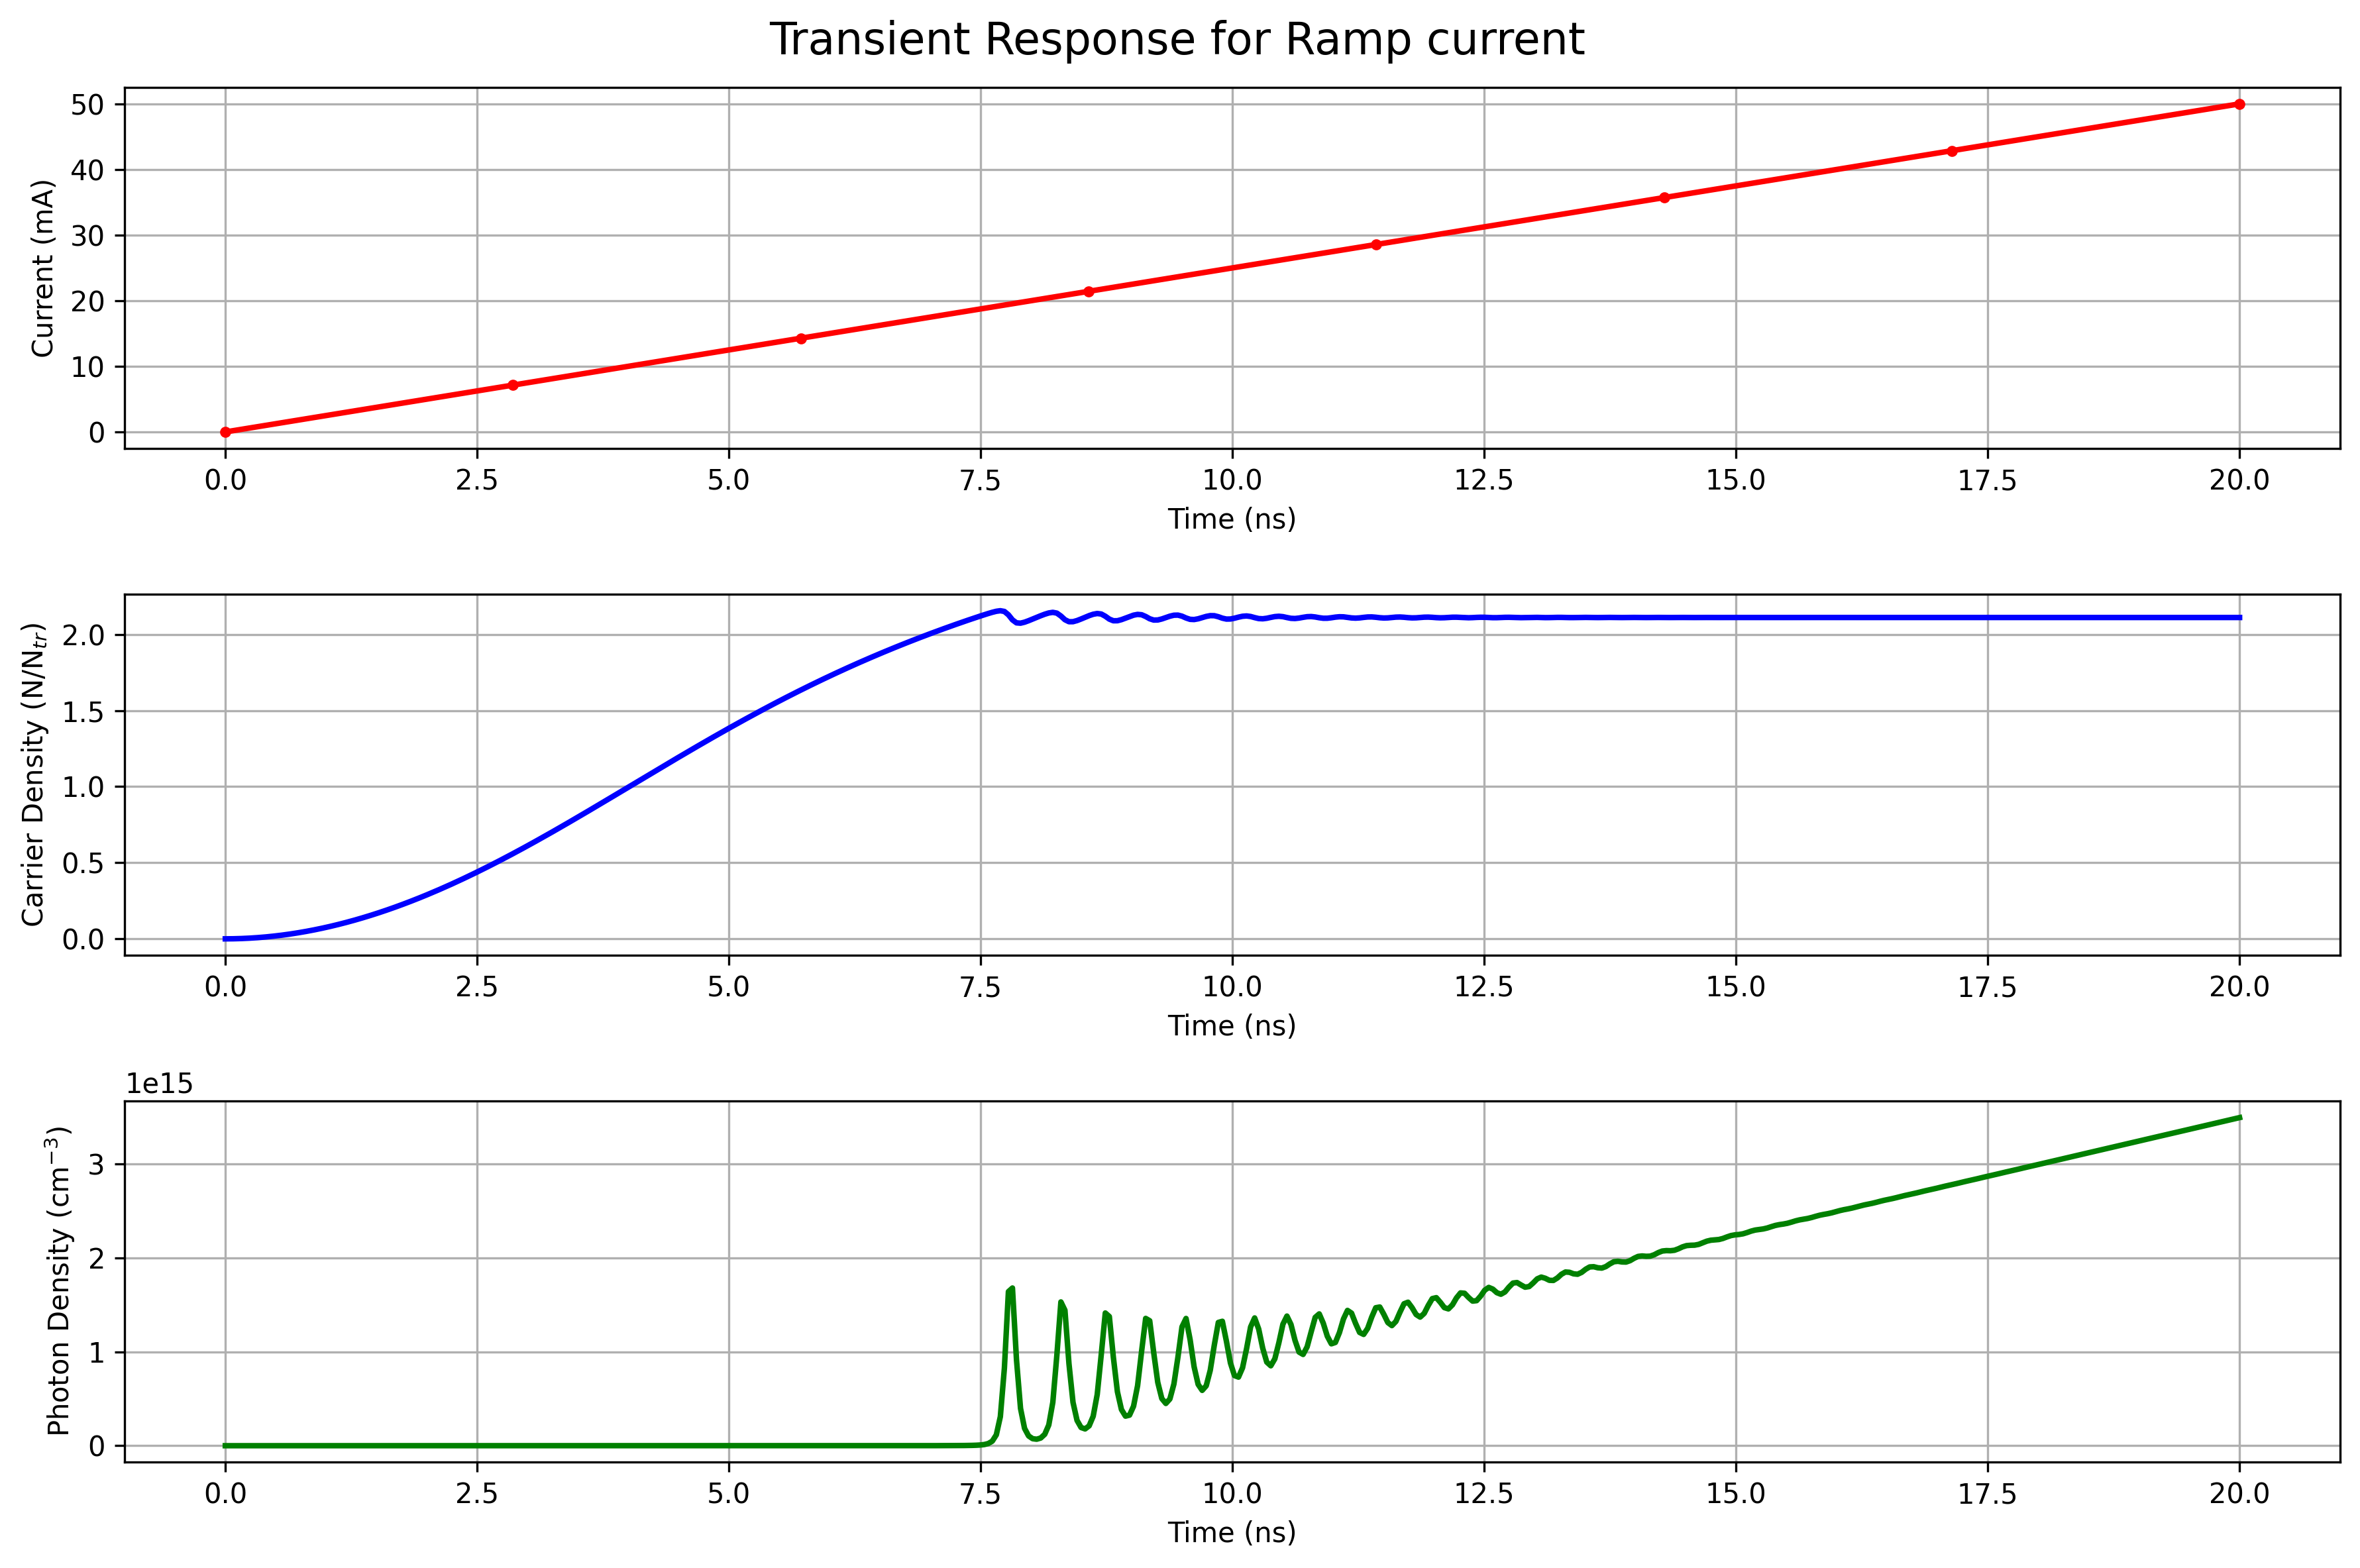 Transient Response for Ramp current
Current (mA)
50
40
30
20
10
0
0.0 2.5 5.0 7.5 10.0 12.5 15.0 17.5 20.0
Time (ns)
Carrier Density (N/N_tr)
2.0
1.5
1.0
0.5
0.0
0.0 2.5 5.0 7.5 10.0 12.5 15.0 17.5 20.0
Time (ns)
1e15
Photon Density (cm⁻³)
3
2
1
0
0.0 2.5 5.0 7.5 10.0 12.5 15.0 17.5 20.0
Time (ns)